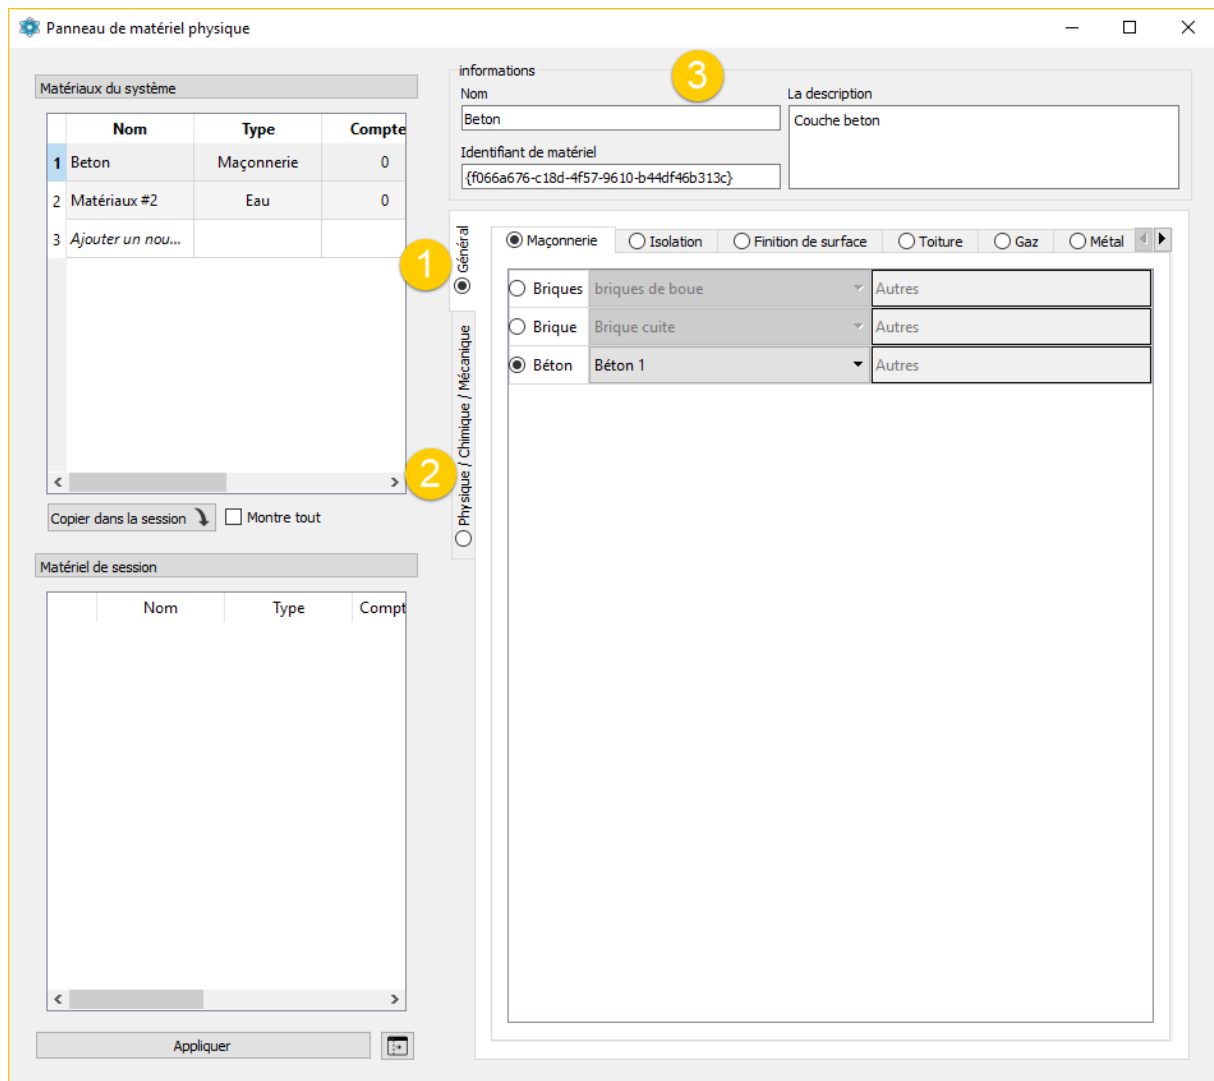 Panneau de matériel physique
Matériaux du système
Nom Type Compte
1 Beton Maçonnerie 0
2 Matériaux #2 Eau 0
3 Ajouter un nou...
Copier dans la session Montre tout
Matériel de session
Nom Type Compt
Appliquer
informations
3
Nom
Beton
Identifiant de matériel
{f066a676-c18d-4f57-9610-b44df46b313c}
La description
Couche beton
1
Général
2
Physique / Chimique / Mécanique
Maçonnerie Isolation Finition de surface Toiture Gaz Métal
Briques briques de boue Autres
Brique Brique cuite Autres
Béton Béton 1 Autres